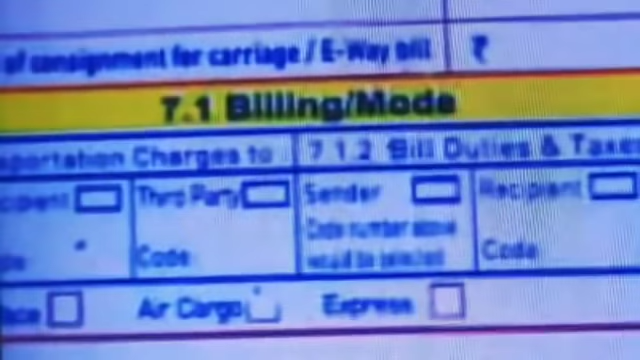 of consignment for carriage / E-Way bill ₹
7.1 Billing/Mode
Charges to 7.1.2 Bill Duties & Taxes
Third Party Sender Recipient
Code number above
Code would be selected Code
Air Cargo Express